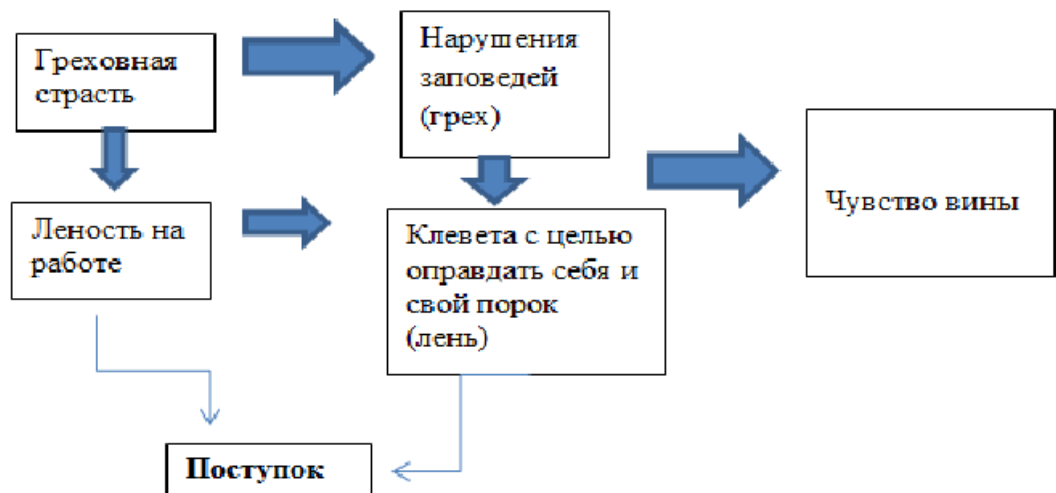 Греховная
страсть
Нарушения
заповедей
(грех)
Чувство вины
Леность на
работе
Клевета с целью
оправдать себя и
свой порок
(лень)
Поступок